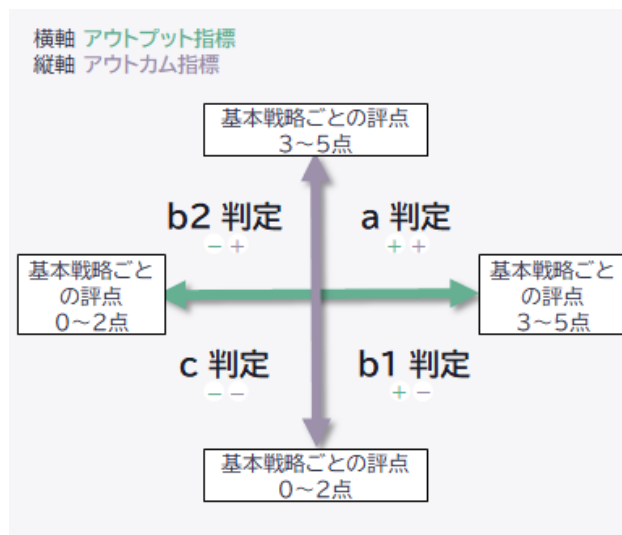 横軸 アウトプット指標
縦軸 アウトカム指標
基本戦略ごとの評点
3～5点
b2 判定
－＋
a 判定
＋＋
基本戦略ごと
の評点
0～2点
基本戦略ごと
の評点
3～5点
c 判定
－－
b1 判定
＋－
基本戦略ごとの評点
0～2点